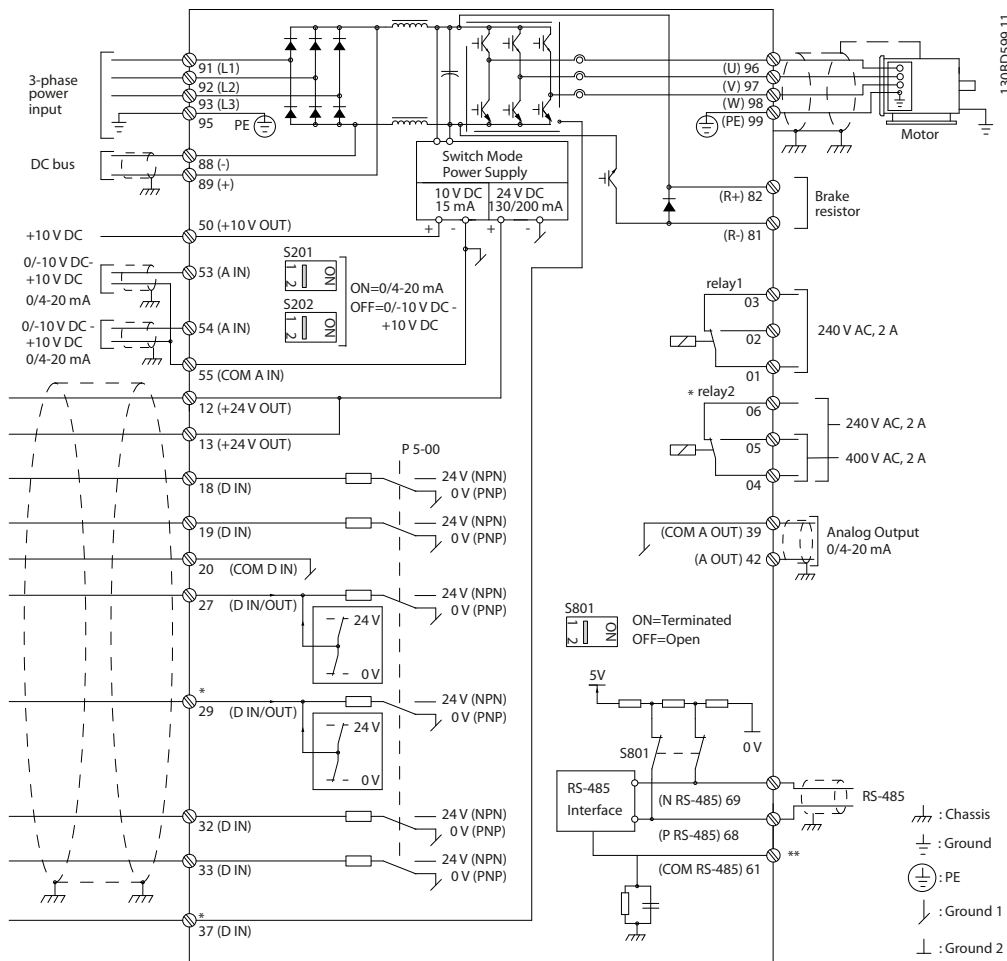 130BD599.11
3-phase
power
input
91 (L1)
92 (L2)
93 (L3)
95
PE
DC bus
88 (-)
89 (+)
+10 V DC
50 (+10 V OUT)
0/-10 V DC-
+10 V DC
0/4-20 mA
53 (A IN)
0/-10 V DC -
+10 V DC
0/4-20 mA
54 (A IN)
55 (COM A IN)
12 (+24 V OUT)
13 (+24 V OUT)
18 (D IN)
19 (D IN)
20 (COM D IN)
27 (D IN/OUT)
24 V
0 V
*
29 (D IN/OUT)
24 V
0 V
32 (D IN)
33 (D IN)
*
37 (D IN)
Switch Mode
Power Supply
10 V DC
15 mA
24 V DC
130/200 mA
+ - + -
S201
1 2 ON
S202
1 2 ON
ON=0/4-20 mA
OFF=0/-10 V DC -
+10 V DC
P 5-00
24 V (NPN)
0 V (PNP)
24 V (NPN)
0 V (PNP)
24 V (NPN)
0 V (PNP)
24 V (NPN)
0 V (PNP)
24 V (NPN)
0 V (PNP)
24 V (NPN)
0 V (PNP)
(U) 96
(V) 97
(W) 98
(PE) 99
Motor
(R+) 82
(R-) 81
Brake
resistor
relay1
03
02
01
240 V AC, 2 A
* relay2
06
05
04
240 V AC, 2 A
400 V AC, 2 A
(COM A OUT) 39
(A OUT) 42
Analog Output
0/4-20 mA
S801
1 2 ON
ON=Terminated
OFF=Open
5V
0 V
S801
RS-485
Interface
(N RS-485) 69
(P RS-485) 68
(COM RS-485) 61
**
RS-485
: Chassis
: Ground
: PE
: Ground 1
: Ground 2